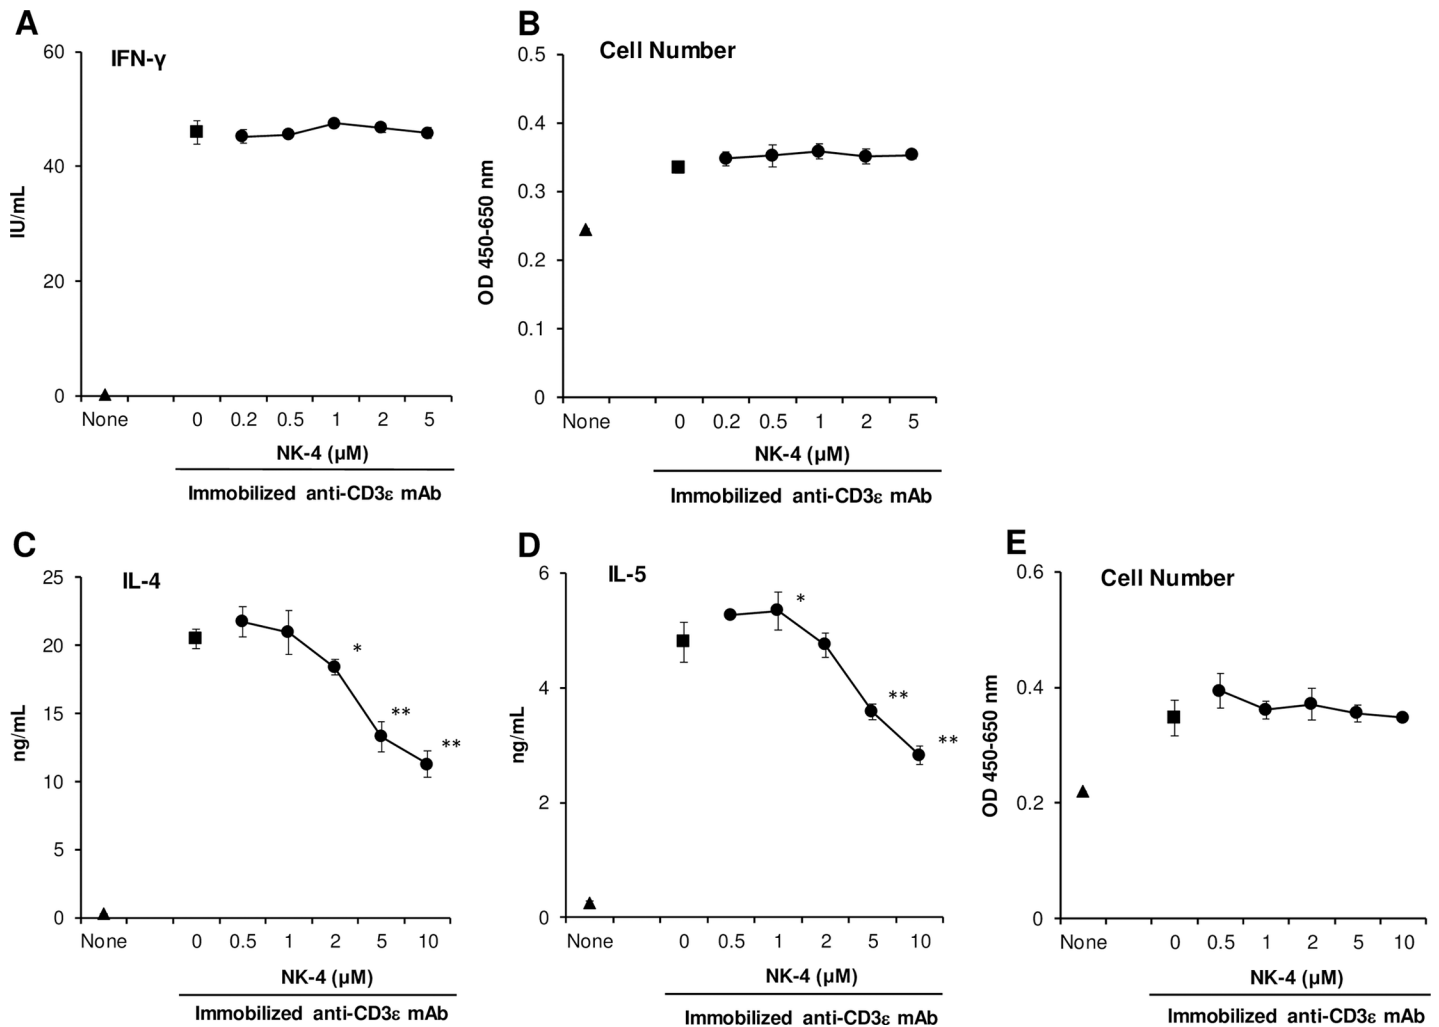 A
IFN-γ
60
40
20
0
IU/mL
None 0 0.2 0.5 1 2 5
NK-4 (μM)
Immobilized anti-CD3ε mAb
B
Cell Number
0.5
0.4
0.3
0.2
0.1
0
OD 450-650 nm
None 0 0.2 0.5 1 2 5
NK-4 (μM)
Immobilized anti-CD3ε mAb
C
IL-4
25
20
15
10
5
0
ng/mL
*
**
**
None 0 0.5 1 2 5 10
NK-4 (μM)
Immobilized anti-CD3ε mAb
D
IL-5
6
4
2
0
ng/mL
*
**
**
None 0 0.5 1 2 5 10
NK-4 (μM)
Immobilized anti-CD3ε mAb
E
Cell Number
0.6
0.4
0.2
0
OD 450-650 nm
None 0 0.5 1 2 5 10
NK-4 (μM)
Immobilized anti-CD3ε mAb